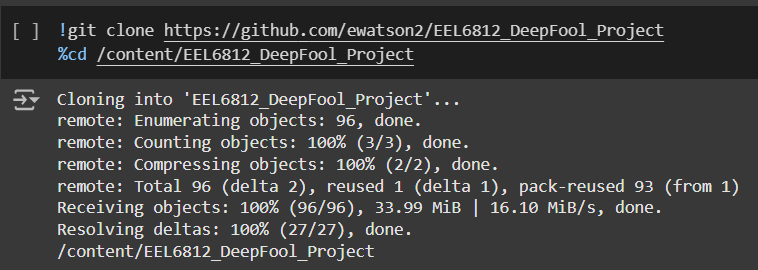 [ ] !git clone https://github.com/ewatson2/EEL6812_DeepFool_Project
%cd /content/EEL6812_DeepFool_Project
Cloning into 'EEL6812_DeepFool_Project'...
remote: Enumerating objects: 96, done.
remote: Counting objects: 100% (3/3), done.
remote: Compressing objects: 100% (2/2), done.
remote: Total 96 (delta 2), reused 1 (delta 1), pack-reused 93 (from 1)
Receiving objects: 100% (96/96), 33.99 MiB | 16.10 MiB/s, done.
Resolving deltas: 100% (27/27), done.
/content/EEL6812_DeepFool_Project